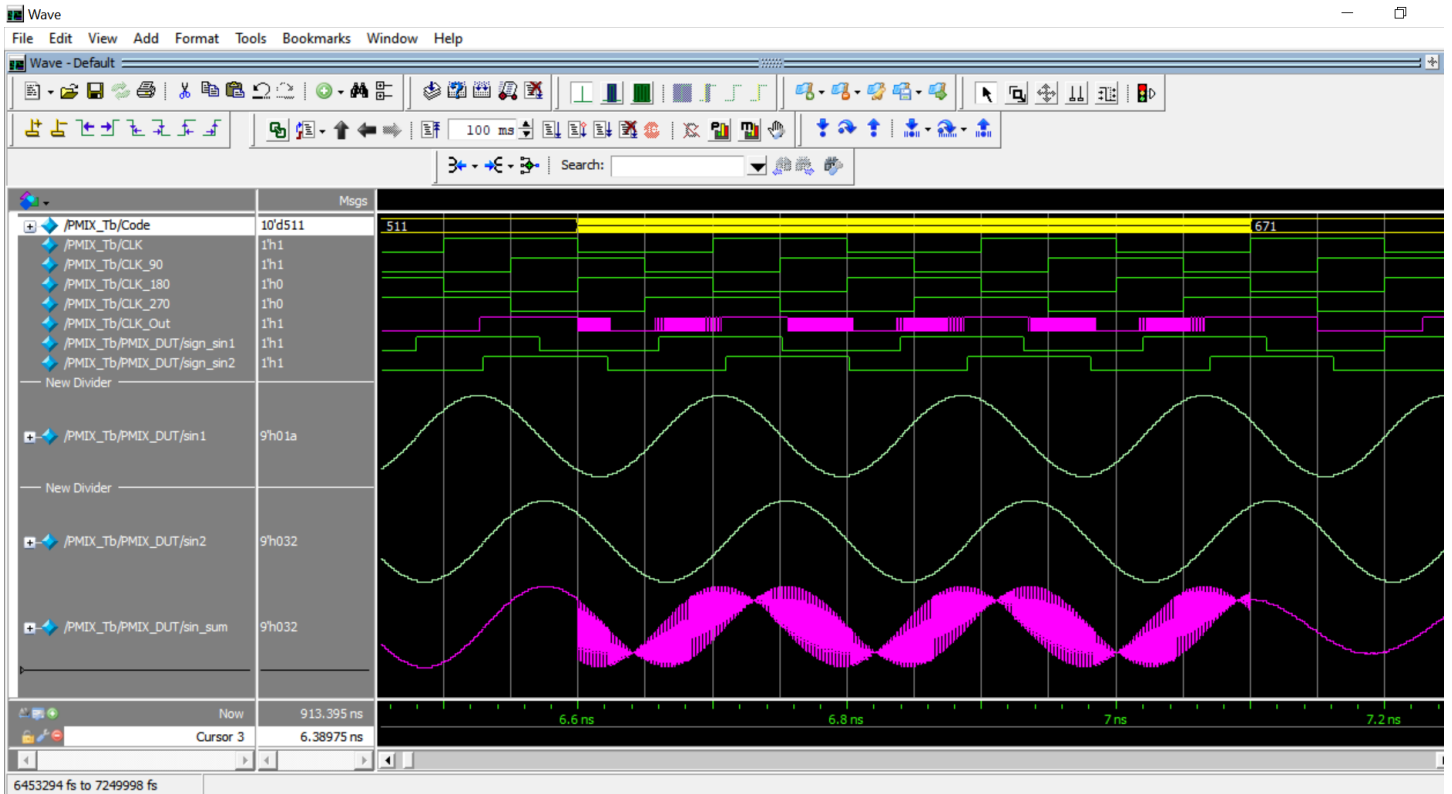 Wave
File Edit View Add Format Tools Bookmarks Window Help
Wave - Default
100 ms
Search:
Msgs
/PMIX_Tb/Code 10'd511 511 671
/PMIX_Tb/CLK 1'h1
/PMIX_Tb/CLK_90 1'h1
/PMIX_Tb/CLK_180 1'h0
/PMIX_Tb/CLK_270 1'h0
/PMIX_Tb/CLK_Out 1'h1
/PMIX_Tb/PMIX_DUT/sign_sin1 1'h1
/PMIX_Tb/PMIX_DUT/sign_sin2 1'h1
New Divider
/PMIX_Tb/PMIX_DUT/sin1 9'h01a
New Divider
/PMIX_Tb/PMIX_DUT/sin2 9'h032
/PMIX_Tb/PMIX_DUT/sin_sum 9'h032
Now 913.395 ns
6.6 ns 6.8 ns 7 ns 7.2 ns
Cursor 3 6.38975 ns
6453294 fs to 7249998 fs